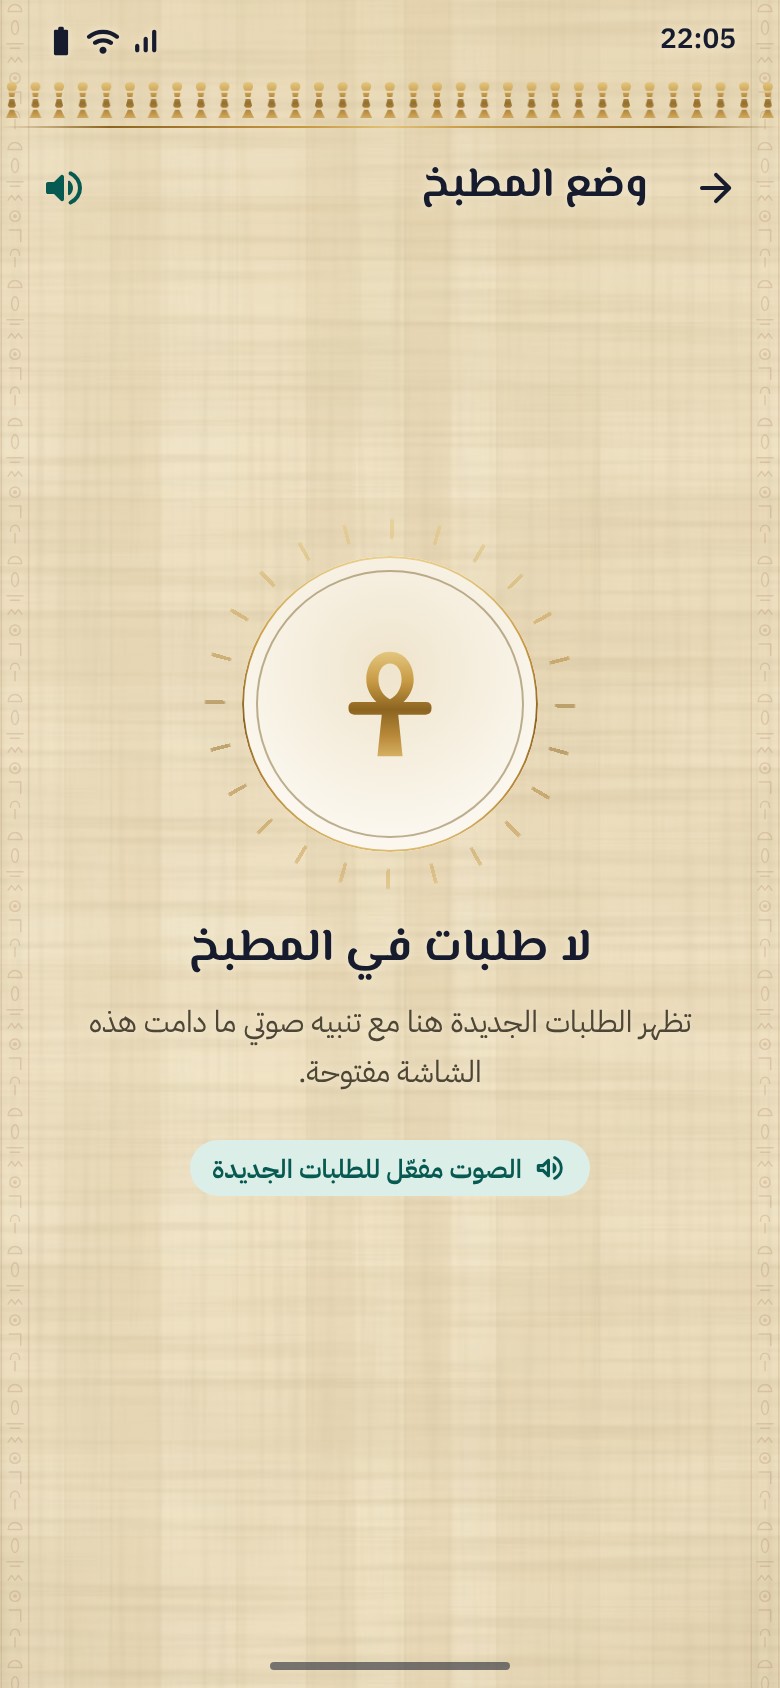 22:05
وضع المطبخ
لا طلبات في المطبخ
تظهر الطلبات الجديدة هنا مع تنبيه صوتي ما دامت هذه
الشاشة مفتوحة.
الصوت مفعّل للطلبات الجديدة